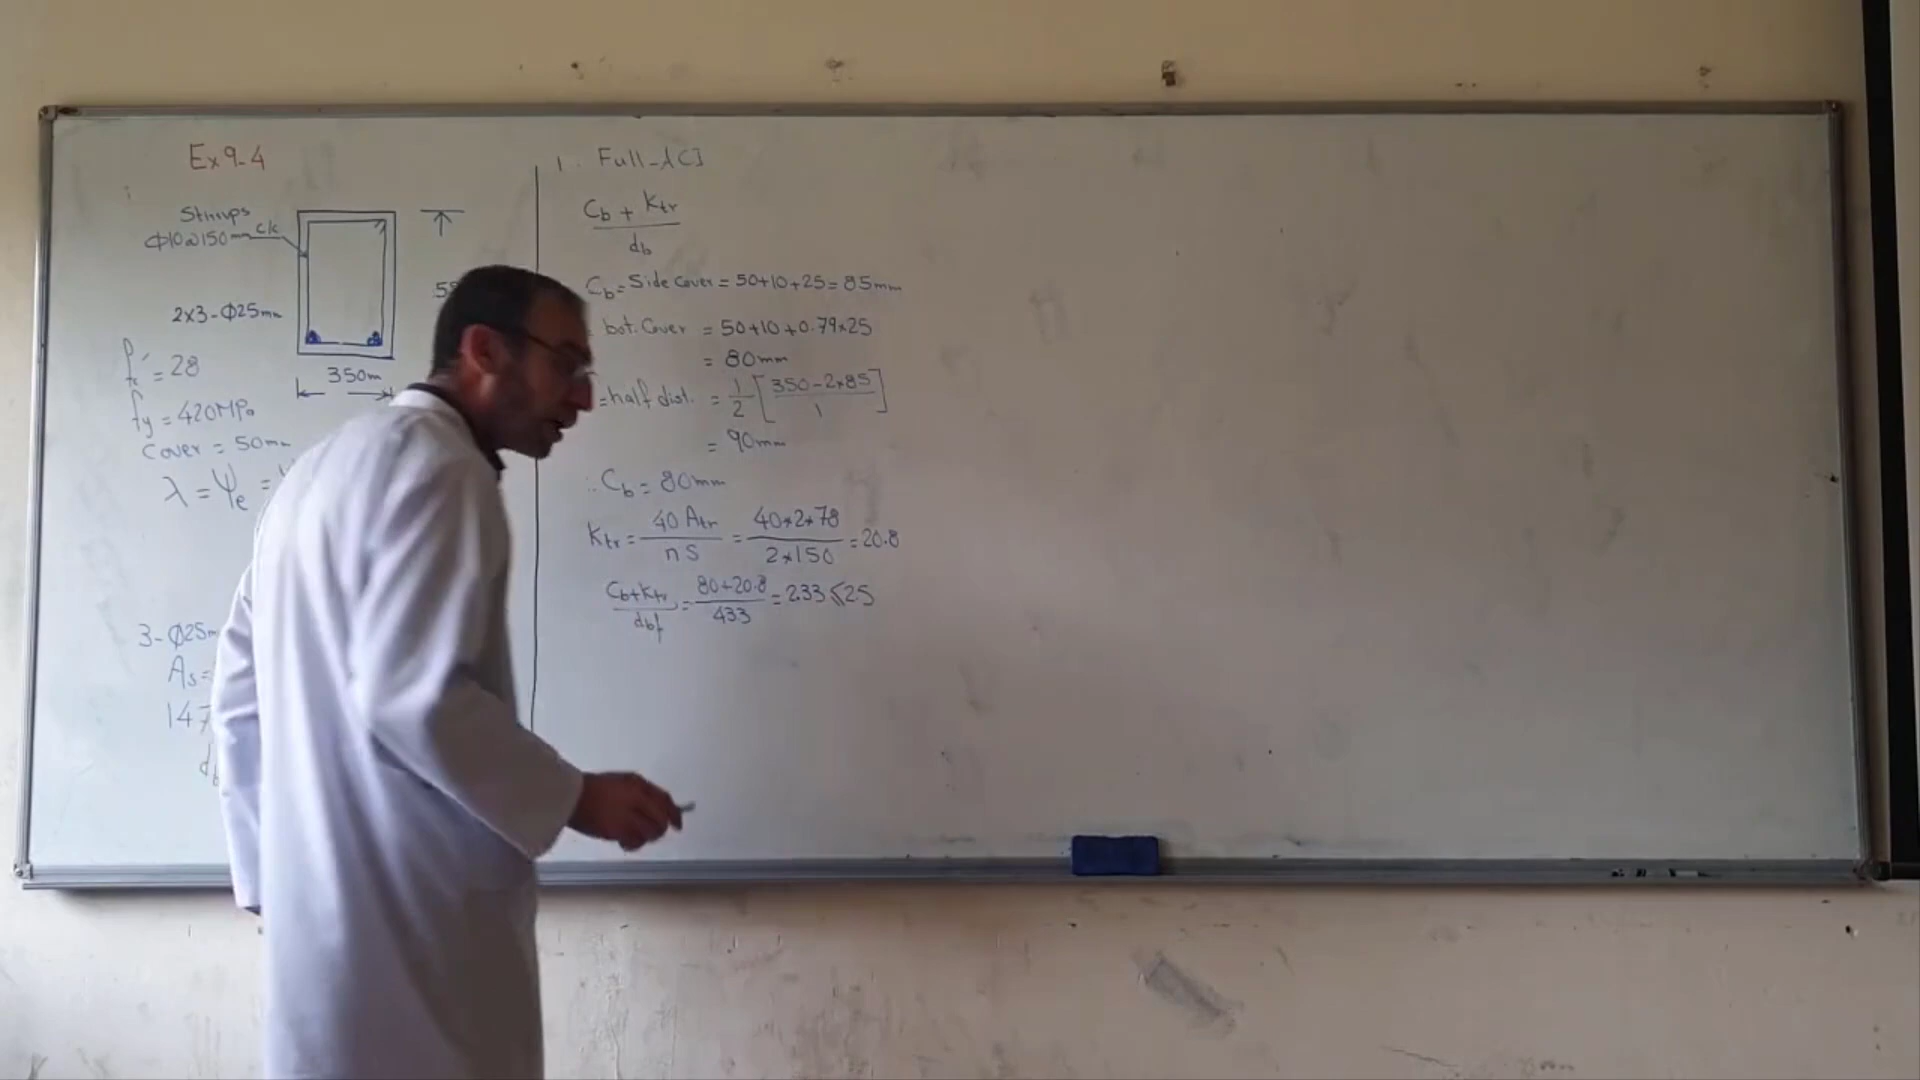 Ex 9-4
Stirrups
Φ10@150mm c/c
2x3-Φ25mm
350m
fc' = 28
fy = 420MPa
Cover = 50mm
λ = Ψe =
3-Φ25m
As =
147
1.. Full-ACI
Cb + Ktr
db
Cb = Side Cover = 50+10+25 = 85mm
= bot. Cover = 50+10+0.79x25
= 80mm
= half dist. = 1/2 [ 350-2x85 / 1 ]
= 90mm
∴ Cb = 80mm
Ktr = 40 Atr / nS = 40x2x78 / 2x150 = 20.8
Cb+Ktr / dbf = 80+20.8 / 433 = 2.33 ≤ 2.5